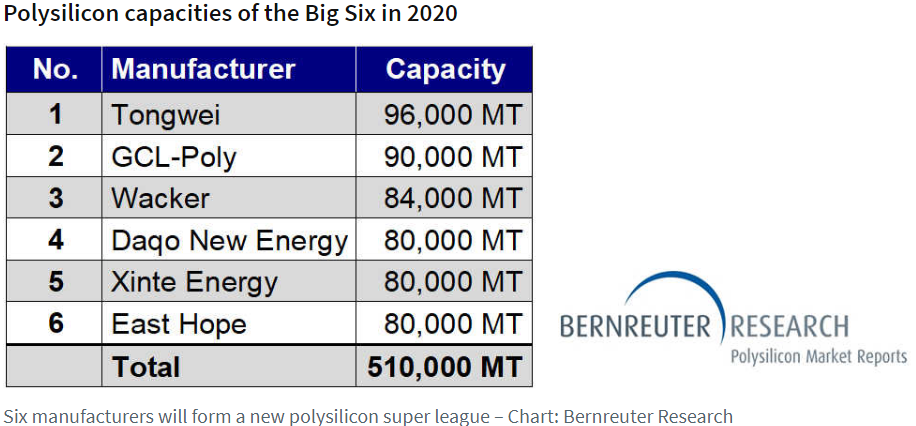 Polysilicon capacities of the Big Six in 2020
No. Manufacturer Capacity
1 Tongwei 96,000 MT
2 GCL-Poly 90,000 MT
3 Wacker 84,000 MT
4 Daqo New Energy 80,000 MT
5 Xinte Energy 80,000 MT
6 East Hope 80,000 MT
Total 510,000 MT
BERNREUTER RESEARCH
Polysilicon Market Reports
Six manufacturers will form a new polysilicon super league – Chart: Bernreuter Research